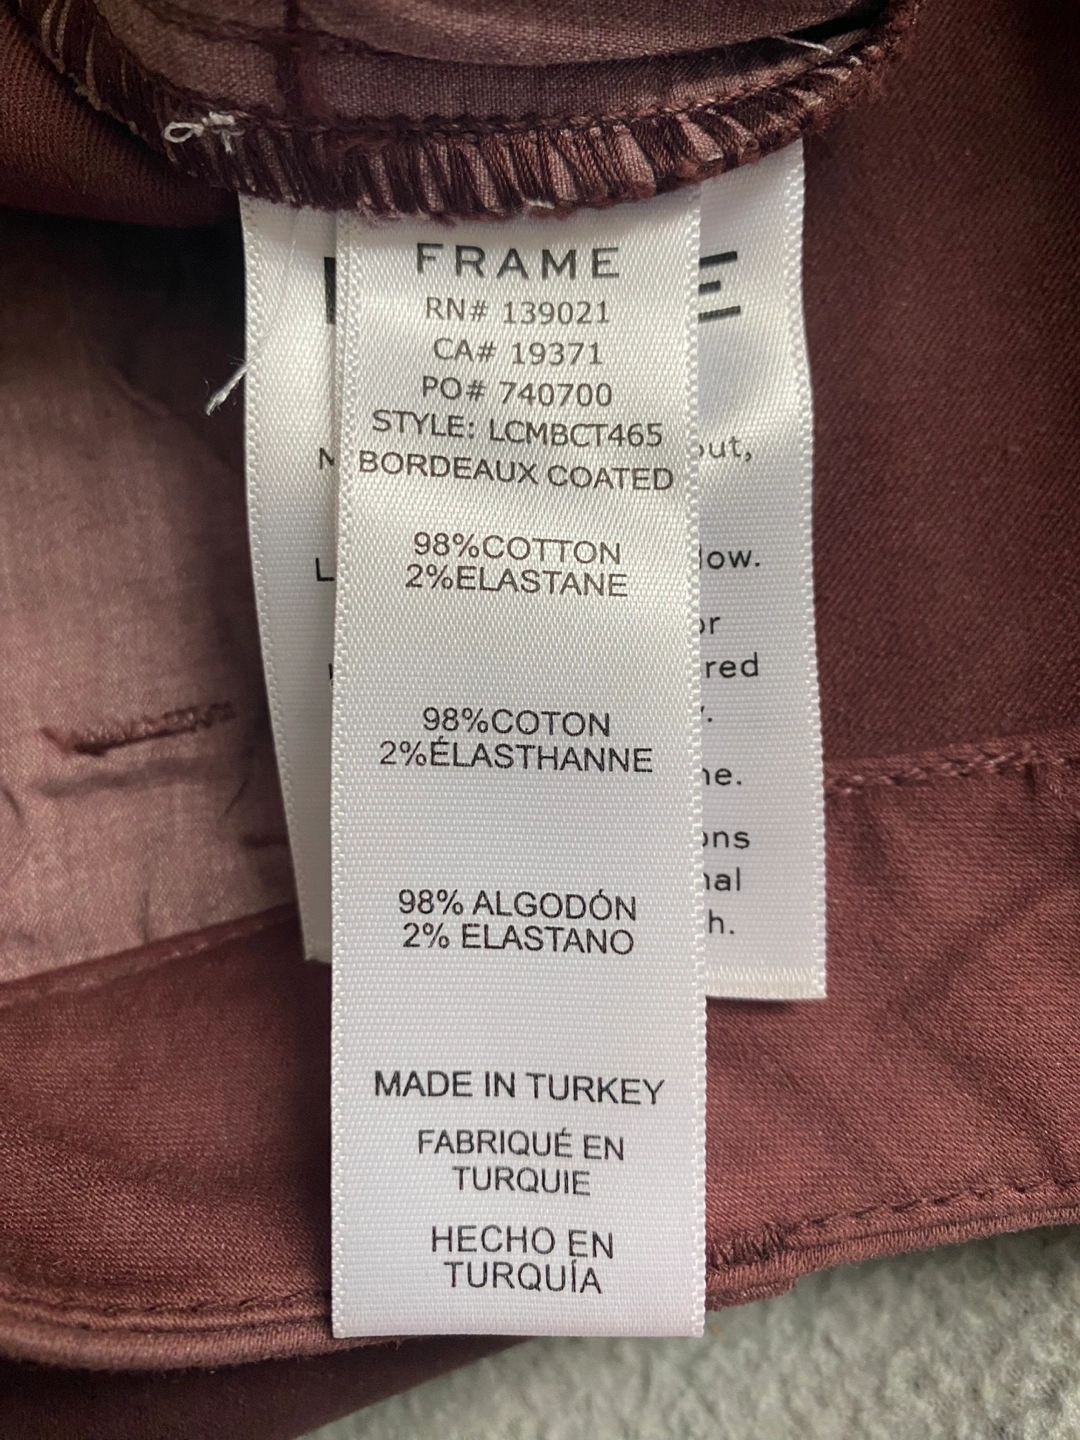 FRAME
RN# 139021
CA# 19371
PO# 740700
STYLE: LCMBCT465
BORDEAUX COATED
98%COTTON
2%ELASTANE
98%COTON
2%ÉLASTHANNE
98% ALGODÓN
2% ELASTANO
MADE IN TURKEY
FABRIQUÉ EN
TURQUIE
HECHO EN
TURQUÍA